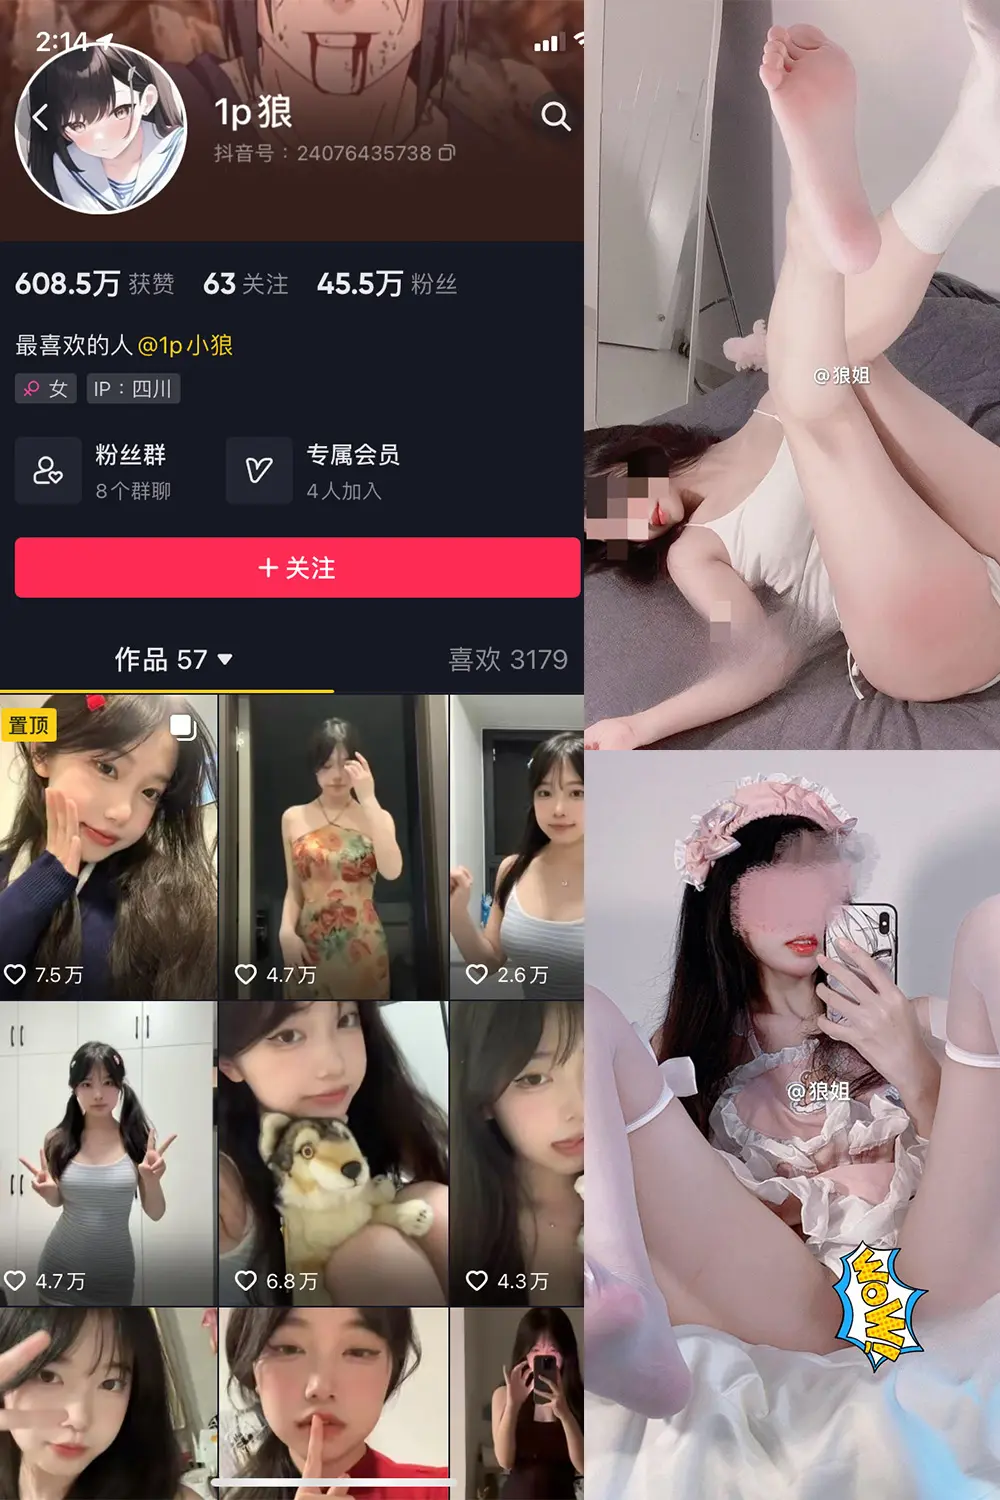 2:14
1p狼
抖音号：24076435738
608.5万 获赞 63 关注 45.5万 粉丝
最喜欢的人 @1p小狼
女 IP：四川
粉丝群
8个群聊
专属会员
4人加入
+ 关注
作品 57 喜欢 3179
置顶
7.5万
4.7万
2.6万
4.7万
6.8万
4.3万
@狼姐
@狼姐
WOW!